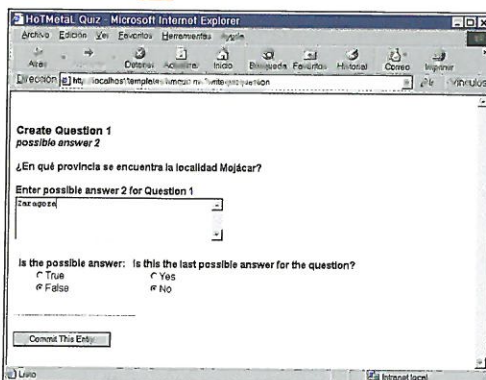 HoTMetaL Quiz - Microsoft Internet Explorer
Archivo Edición Ver Favoritos Herramientas Ayuda
Atrás Detener Actualizar Inicio Búsqueda Favoritos Historial Correo Imprimir
Dirección Vínculos
Create Question 1
possible answer 2
¿En qué provincia se encuentra la localidad Mojácar?
Enter possible answer 2 for Question 1
Zaragoza
Is the possible answer: Is this the last possible answer for the question?
True Yes
False No
Commit This Entry
Listo Intranet local